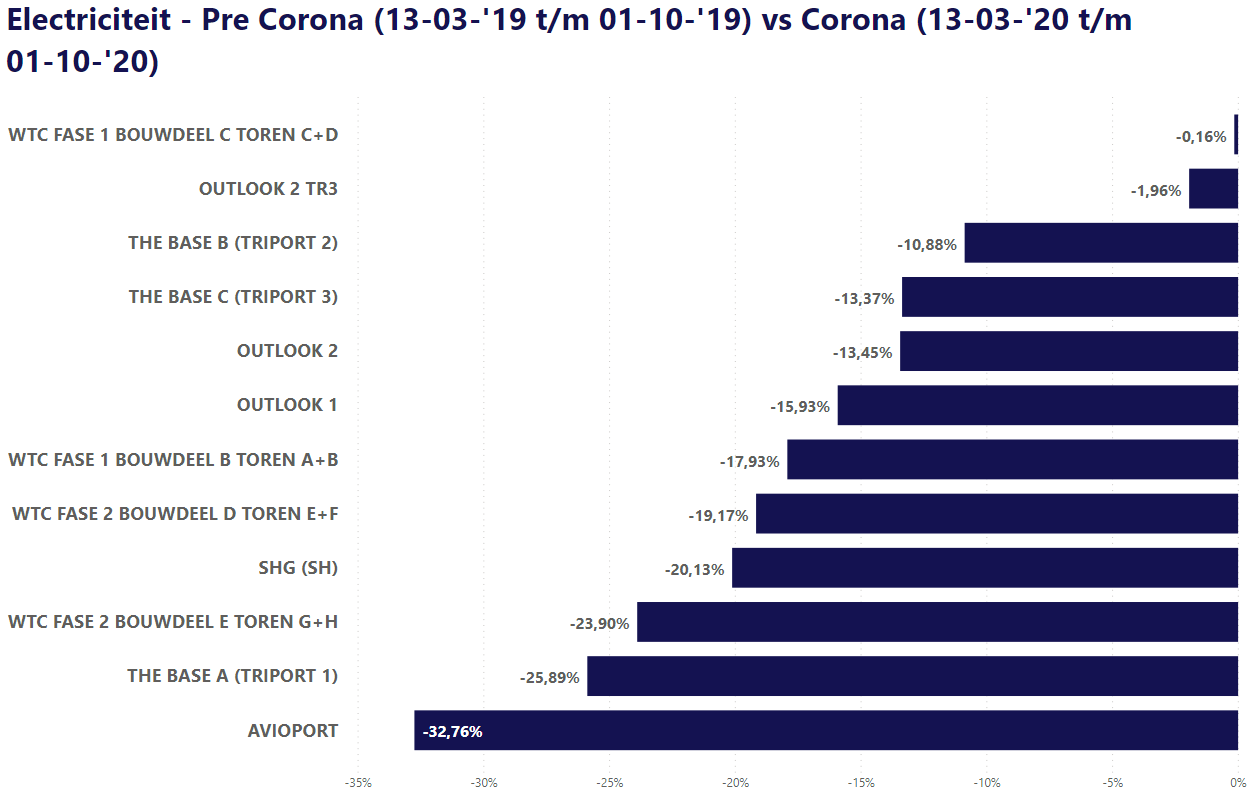 Electriciteit - Pre Corona (13-03-'19 t/m 01-10-'19) vs Corona (13-03-'20 t/m
01-10-'20)
WTC FASE 1 BOUWDEEL C TOREN C+D
-0,16%
OUTLOOK 2 TR3
-1,96%
THE BASE B (TRIPORT 2)
-10,88%
THE BASE C (TRIPORT 3)
-13,37%
OUTLOOK 2
-13,45%
OUTLOOK 1
-15,93%
WTC FASE 1 BOUWDEEL B TOREN A+B
-17,93%
WTC FASE 2 BOUWDEEL D TOREN E+F
-19,17%
SHG (SH)
-20,13%
WTC FASE 2 BOUWDEEL E TOREN G+H
-23,90%
THE BASE A (TRIPORT 1)
-25,89%
AVIOPORT
-32,76%
-35% -30% -25% -20% -15% -10% -5% 0%